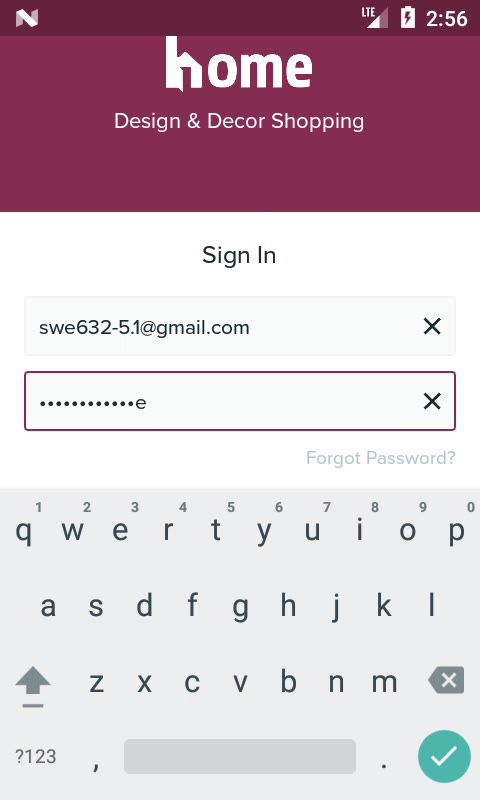 LTE 2:56
home
Design & Decor Shopping
Sign In
swe632-5.1@gmail.com
••••••••••••e
Forgot Password?
1 2 3 4 5 6 7 8 9 0
q w e r t y u i o p
a s d f g h j k l
z x c v b n m
?123 , .